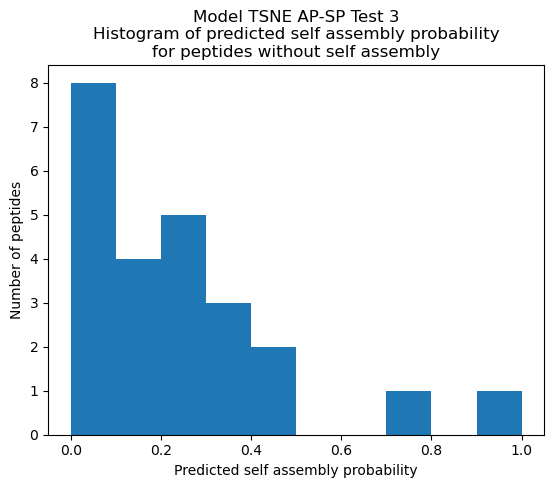 Model TSNE AP-SP Test 3
Histogram of predicted self assembly probability
for peptides without self assembly
8
7
6
5
4
3
2
1
0
Number of peptides
0.0 0.2 0.4 0.6 0.8 1.0
Predicted self assembly probability